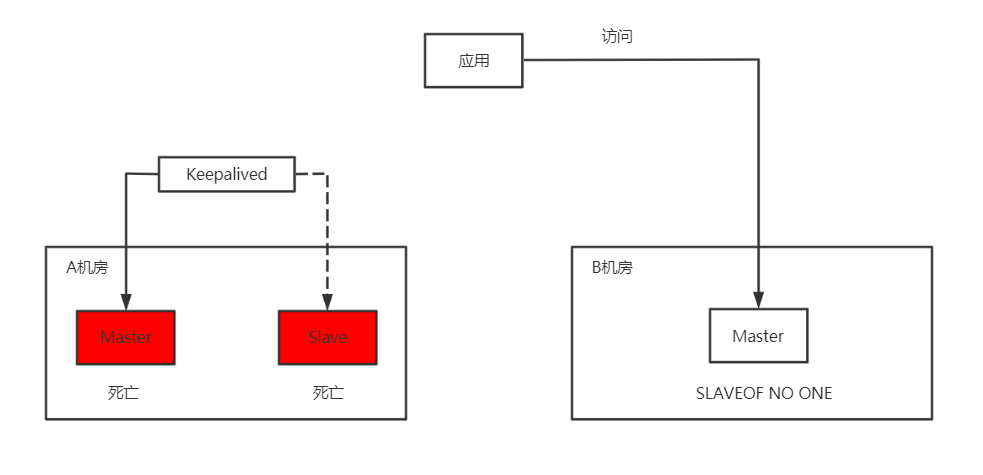 访问
应用
Keepalived
A机房
B机房
Master
Slave
Master
死亡
死亡
SLAVEOF NO ONE